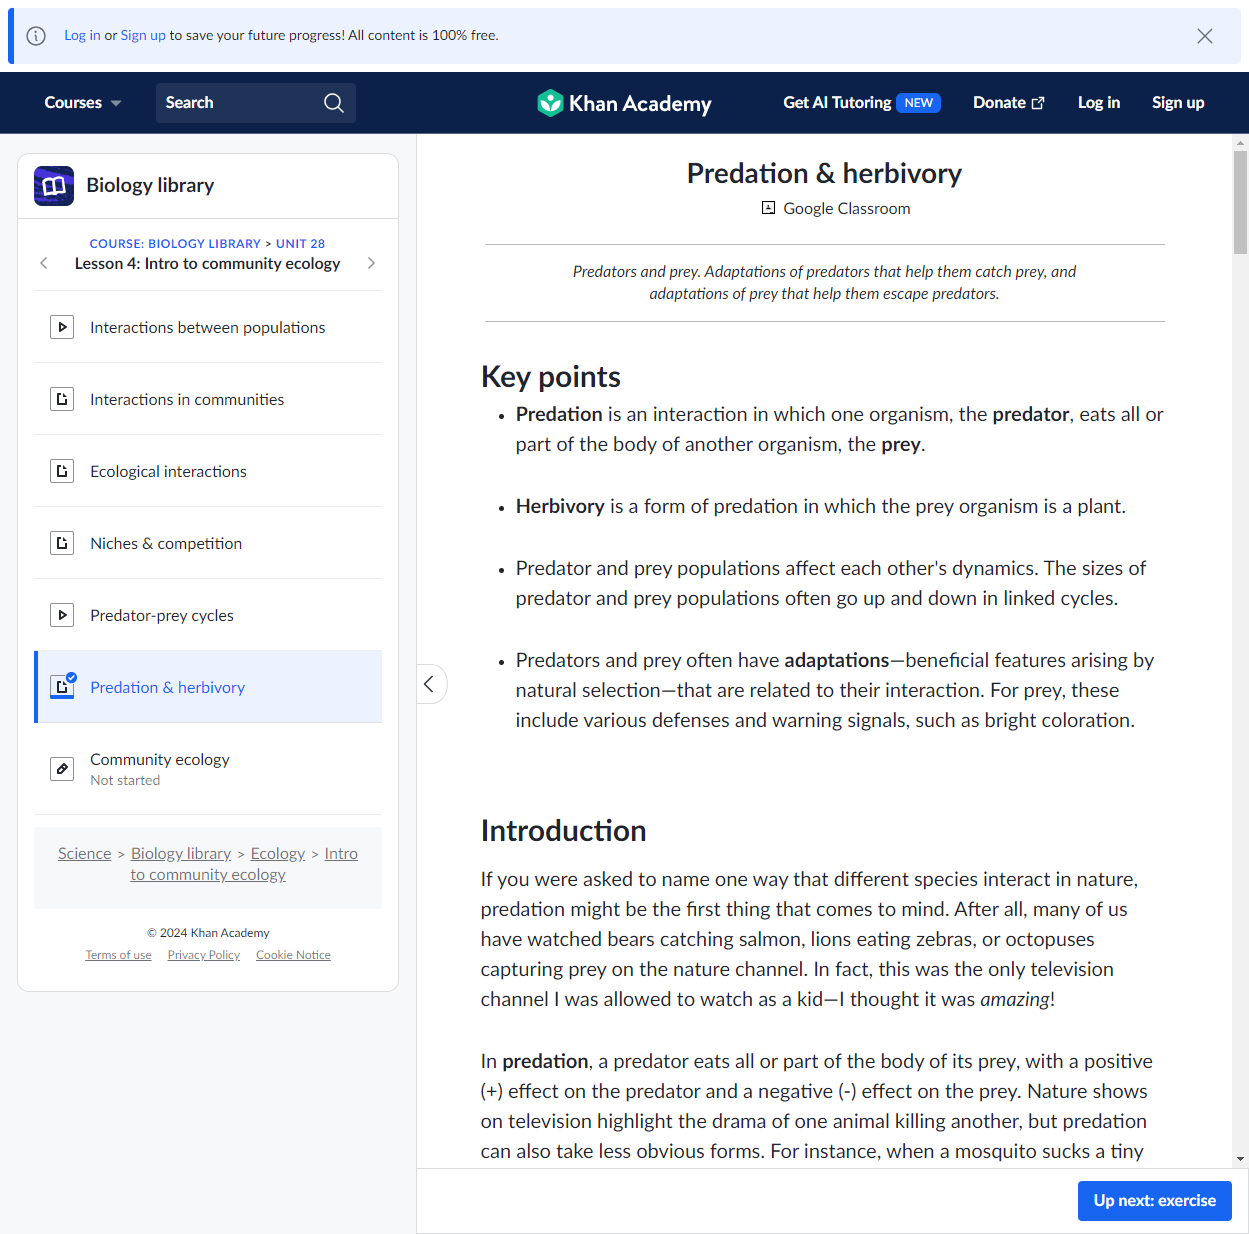 Log in or Sign up to save your future progress! All content is 100% free.
Courses
Search
Khan Academy
Get AI Tutoring NEW
Donate
Log in
Sign up
Biology library
COURSE: BIOLOGY LIBRARY > UNIT 28
Lesson 4: Intro to community ecology
Interactions between populations
Interactions in communities
Ecological interactions
Niches & competition
Predator-prey cycles
Predation & herbivory
Community ecology
Not started
Science > Biology library > Ecology > Intro
to community ecology
© 2024 Khan Academy
Terms of use Privacy Policy Cookie Notice
Predation & herbivory
Google Classroom
Predators and prey. Adaptations of predators that help them catch prey, and
adaptations of prey that help them escape predators.
Key points
• Predation is an interaction in which one organism, the predator, eats all or
part of the body of another organism, the prey.
• Herbivory is a form of predation in which the prey organism is a plant.
• Predator and prey populations affect each other's dynamics. The sizes of
predator and prey populations often go up and down in linked cycles.
• Predators and prey often have adaptations—beneficial features arising by
natural selection—that are related to their interaction. For prey, these
include various defenses and warning signals, such as bright coloration.
Introduction
If you were asked to name one way that different species interact in nature,
predation might be the first thing that comes to mind. After all, many of us
have watched bears catching salmon, lions eating zebras, or octopuses
capturing prey on the nature channel. In fact, this was the only television
channel I was allowed to watch as a kid—I thought it was amazing!
In predation, a predator eats all or part of the body of its prey, with a positive
(+) effect on the predator and a negative (-) effect on the prey. Nature shows
on television highlight the drama of one animal killing another, but predation
can also take less obvious forms. For instance, when a mosquito sucks a tiny
Up next: exercise